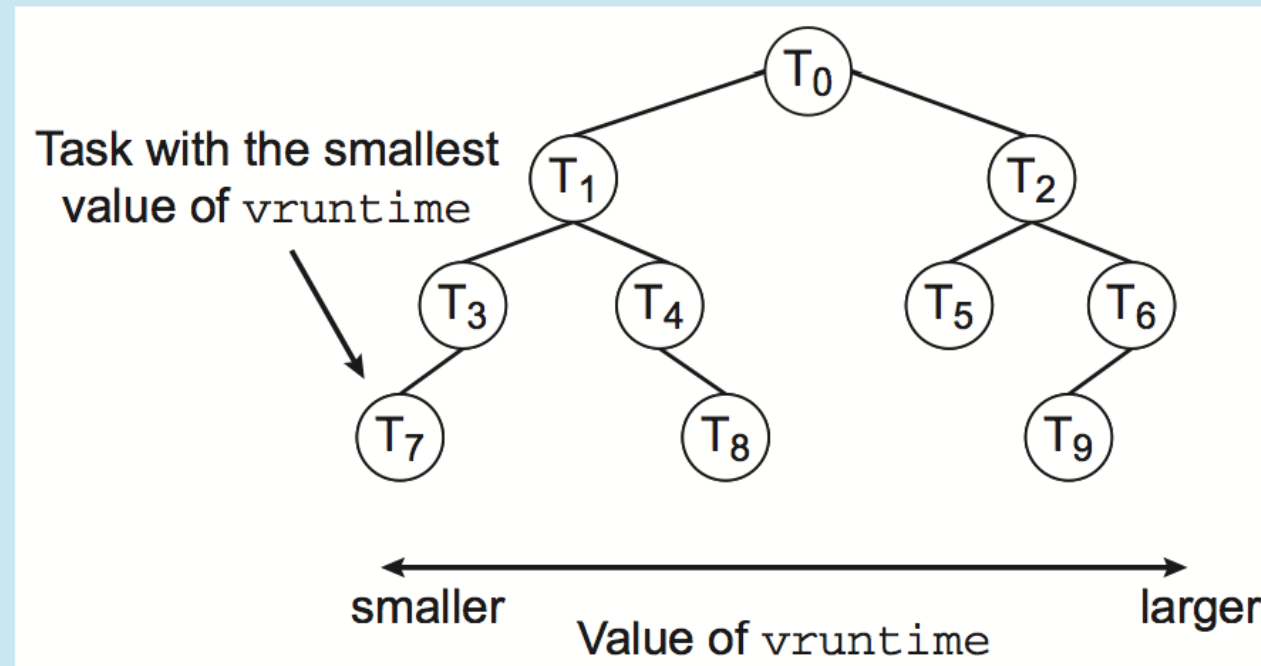 T0
Task with the smallest
value of vruntime
T1
T2
T3
T4
T5
T6
T7
T8
T9
smaller
larger
Value of vruntime